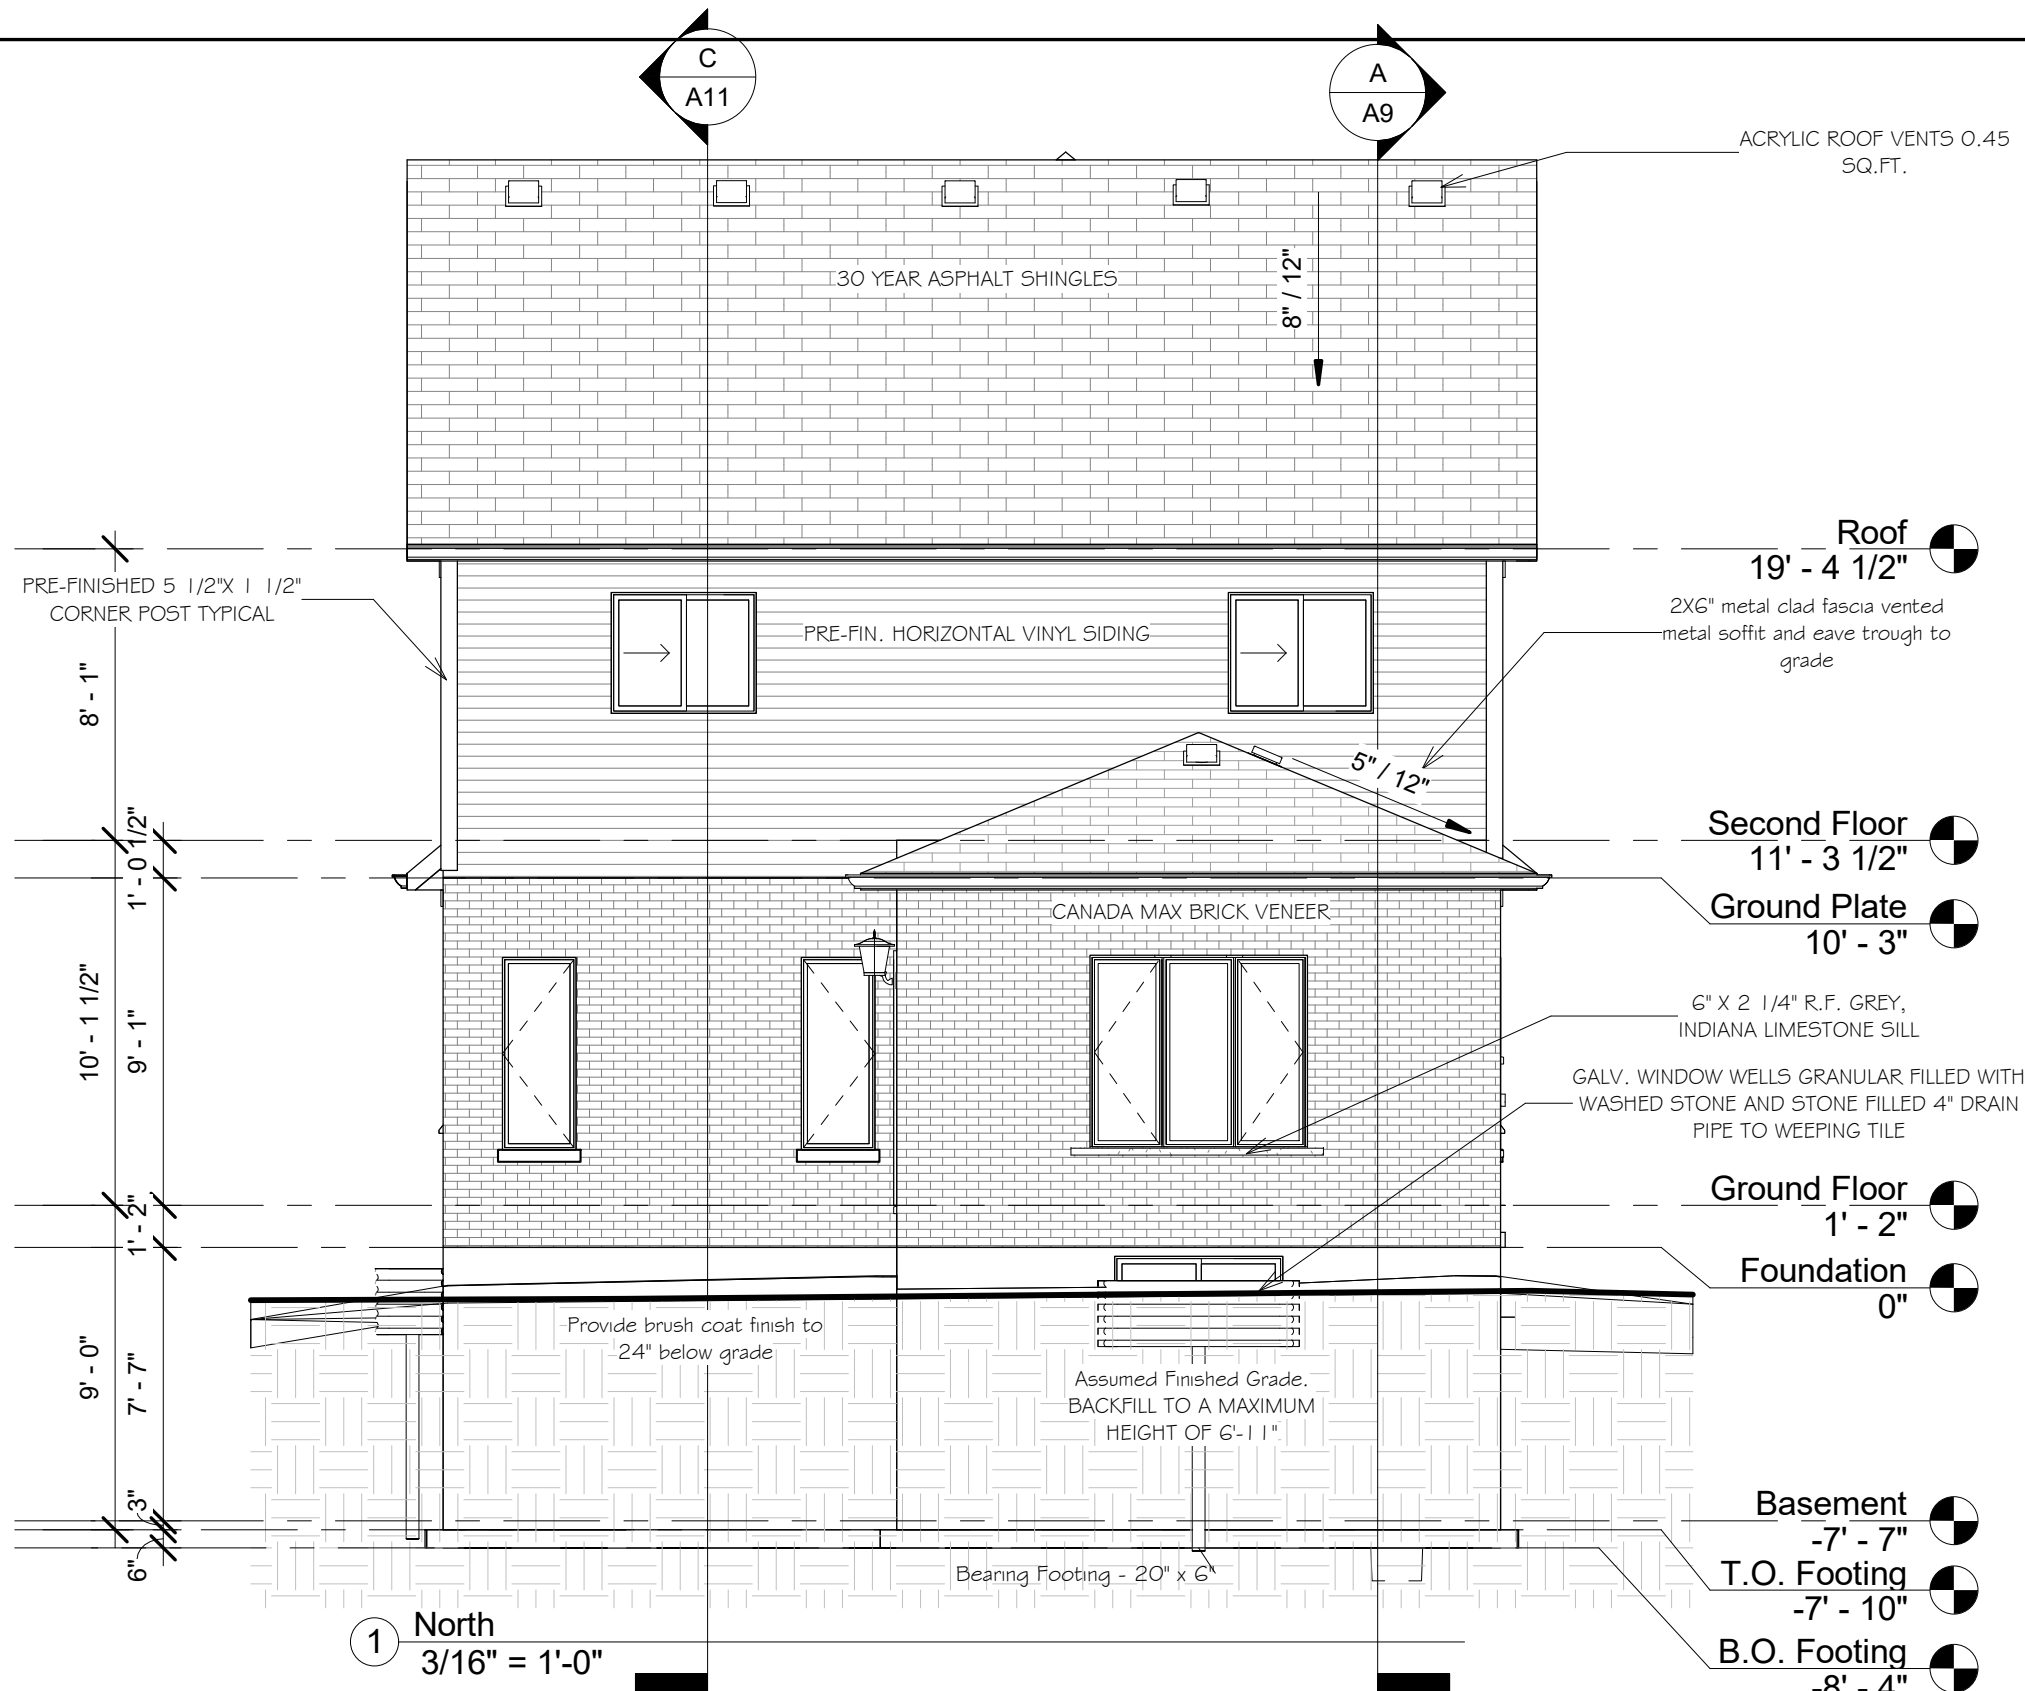 C
A11
A
A9
ACRYLIC ROOF VENTS 0.45
SQ.FT.
30 YEAR ASPHALT SHINGLES
8" / 12"
Roof
19' - 4 1/2"
PRE-FINISHED 5 1/2"X 1 1/2"
CORNER POST TYPICAL
PRE-FIN. HORIZONTAL VINYL SIDING
2X6" metal clad fascia vented
metal soffit and eave trough to
grade
8' - 1"
5" / 12"
Second Floor
11' - 3 1/2"
1' - 0 1/2"
Ground Plate
10' - 3"
CANADA MAX BRICK VENEER
10' - 1 1/2"
9' - 1"
6" X 2 1/4" R.F. GREY,
INDIANA LIMESTONE SILL
GALV. WINDOW WELLS GRANULAR FILLED WITH
WASHED STONE AND STONE FILLED 4" DRAIN
PIPE TO WEEPING TILE
Ground Floor
1' - 2"
1' - 2"
Foundation
0"
Provide brush coat finish to
24" below grade
9' - 0"
7' - 7"
Assumed Finished Grade.
BACKFILL TO A MAXIMUM
HEIGHT OF 6'-11"
3"
6"
Basement
-7' - 7"
Bearing Footing - 20" x 6"
T.O. Footing
-7' - 10"
B.O. Footing
-8' - 4"
1
North
3/16" = 1'-0"